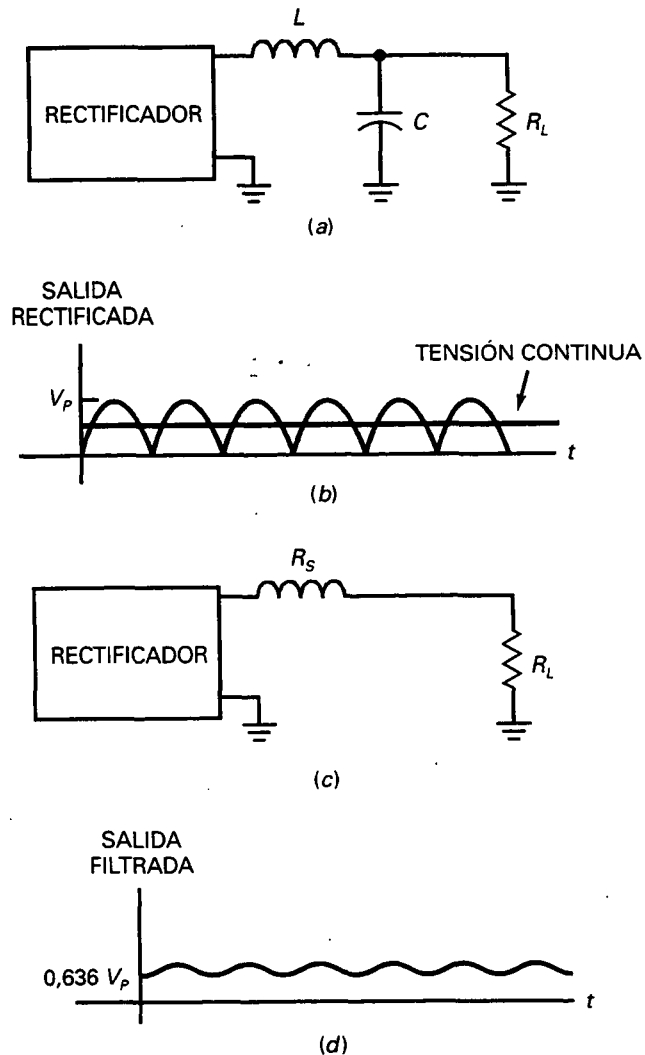 L
RECTIFICADOR
C
R_L
(a)
SALIDA
RECTIFICADA
TENSIÓN CONTINUA
V_P
t
(b)
R_S
RECTIFICADOR
R_L
(c)
SALIDA
FILTRADA
0,636 V_P
t
(d)